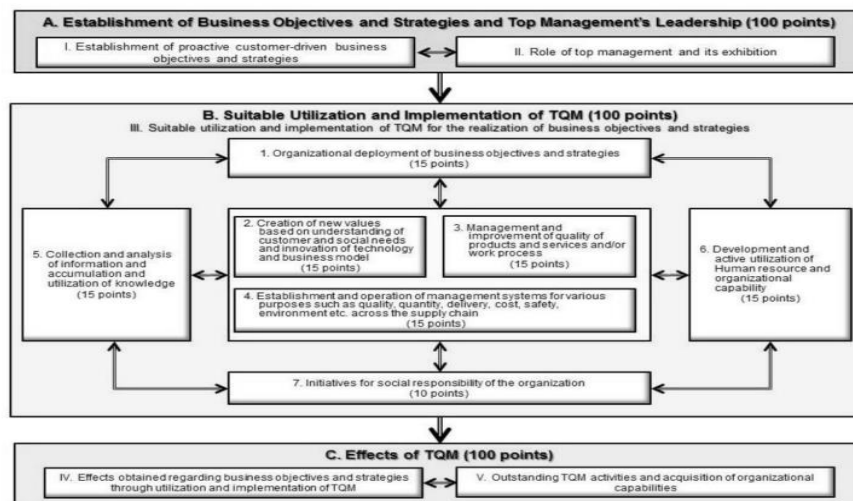 A. Establishment of Business Objectives and Strategies and Top Management's Leadership (100 points)
I. Establishment of proactive customer-driven business
objectives and strategies
II. Role of top management and its exhibition
B. Suitable Utilization and Implementation of TQM (100 points)
III. Suitable utilization and implementation of TQM for the realization of business objectives and strategies
1. Organizational deployment of business objectives and strategies
(15 points)
2. Creation of new values
based on understanding of
customer and social needs
and innovation of technology
and business model
(15 points)
3. Management and
improvement of quality of
products and services and/or
work process
(15 points)
4. Establishment and operation of management systems for various
purposes such as quality, quantity, delivery, cost, safety,
environment etc. across the supply chain
(15 points)
5. Collection and analysis
of information and
accumulation and
utilization of knowledge
(15 points)
6. Development and
active utilization of
Human resource and
organizational
capability
(15 points)
7. Initiatives for social responsibility of the organization
(10 points)
C. Effects of TQM (100 points)
IV. Effects obtained regarding business objectives and strategies
through utilization and implementation of TQM
V. Outstanding TQM activities and acquisition of organizational
capabilities